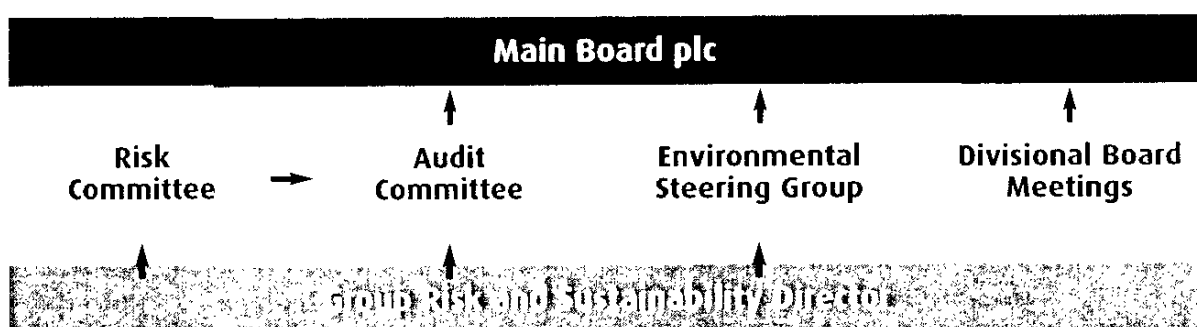 Main Board plc
Risk
Committee
Audit
Committee
Environmental
Steering Group
Divisional Board
Meetings
Group Risk and Sustainability Director